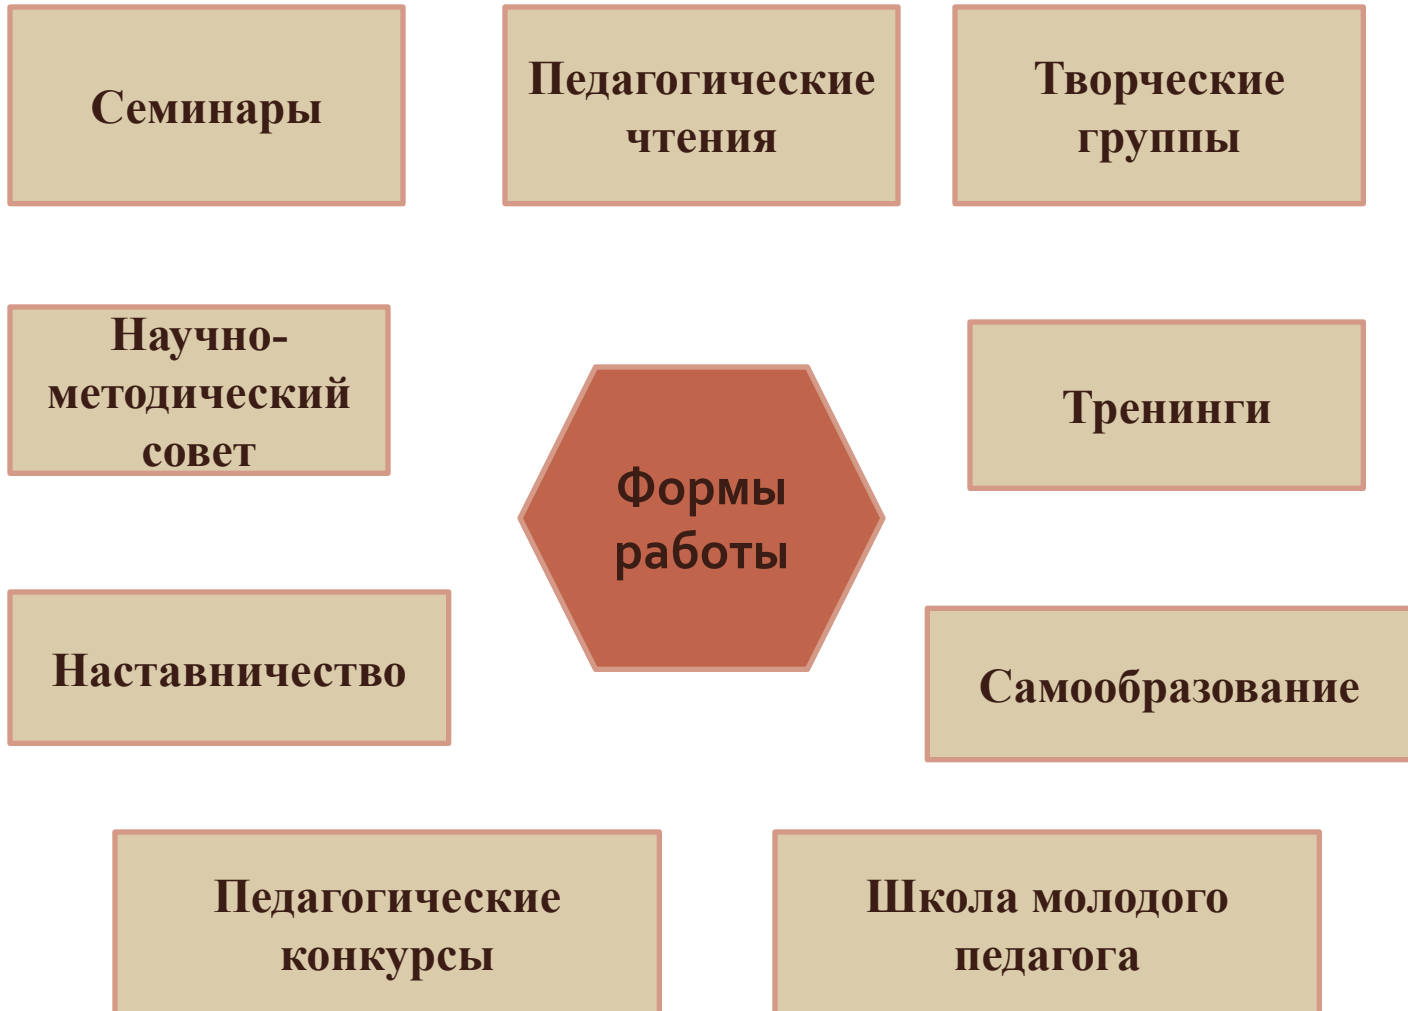 Семинары
Педагогические
чтения
Творческие
группы
Научно-
методический
совет
Тренинги
Формы
работы
Наставничество
Самообразование
Педагогические
конкурсы
Школа молодого
педагога